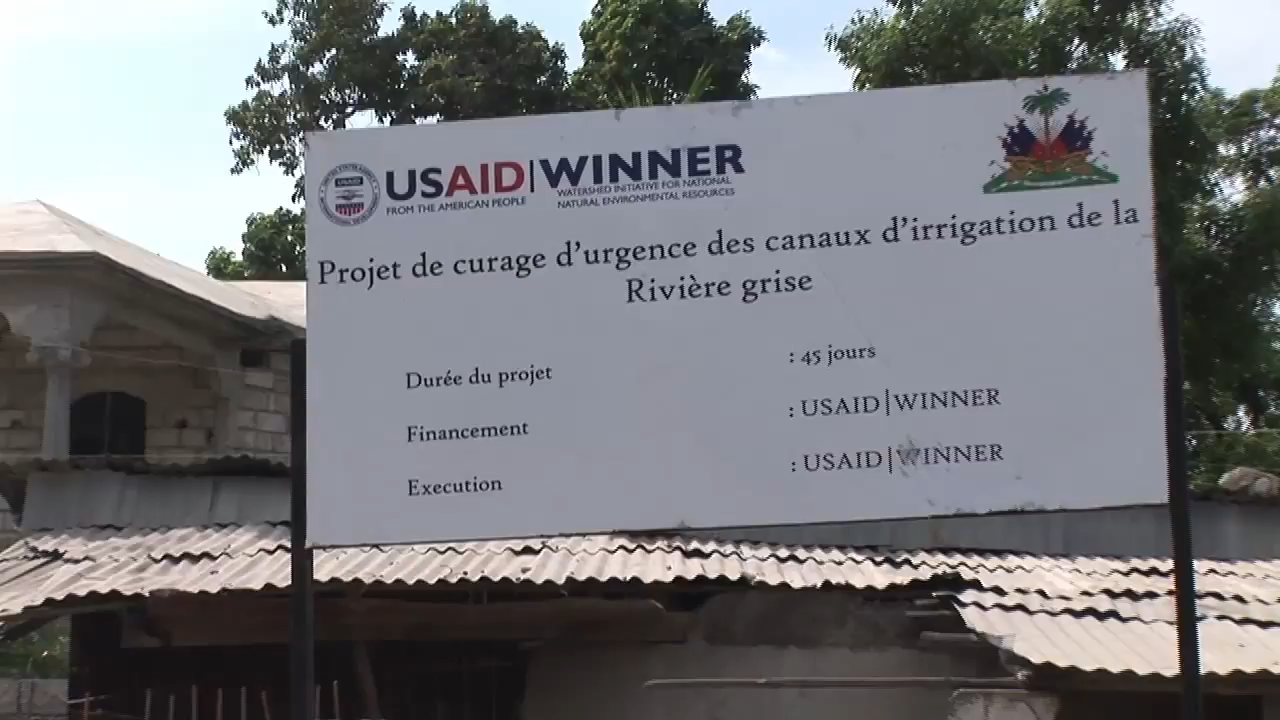 USAID|WINNER
FROM THE AMERICAN PEOPLE
WATERSHED INITIATIVE FOR NATIONAL
NATURAL ENVIRONMENTAL RESOURCES
Projet de curage d'urgence des canaux d'irrigation de la
Rivière grise
Durée du projet : 45 jours
Financement : USAID|WINNER
Execution : USAID|WINNER